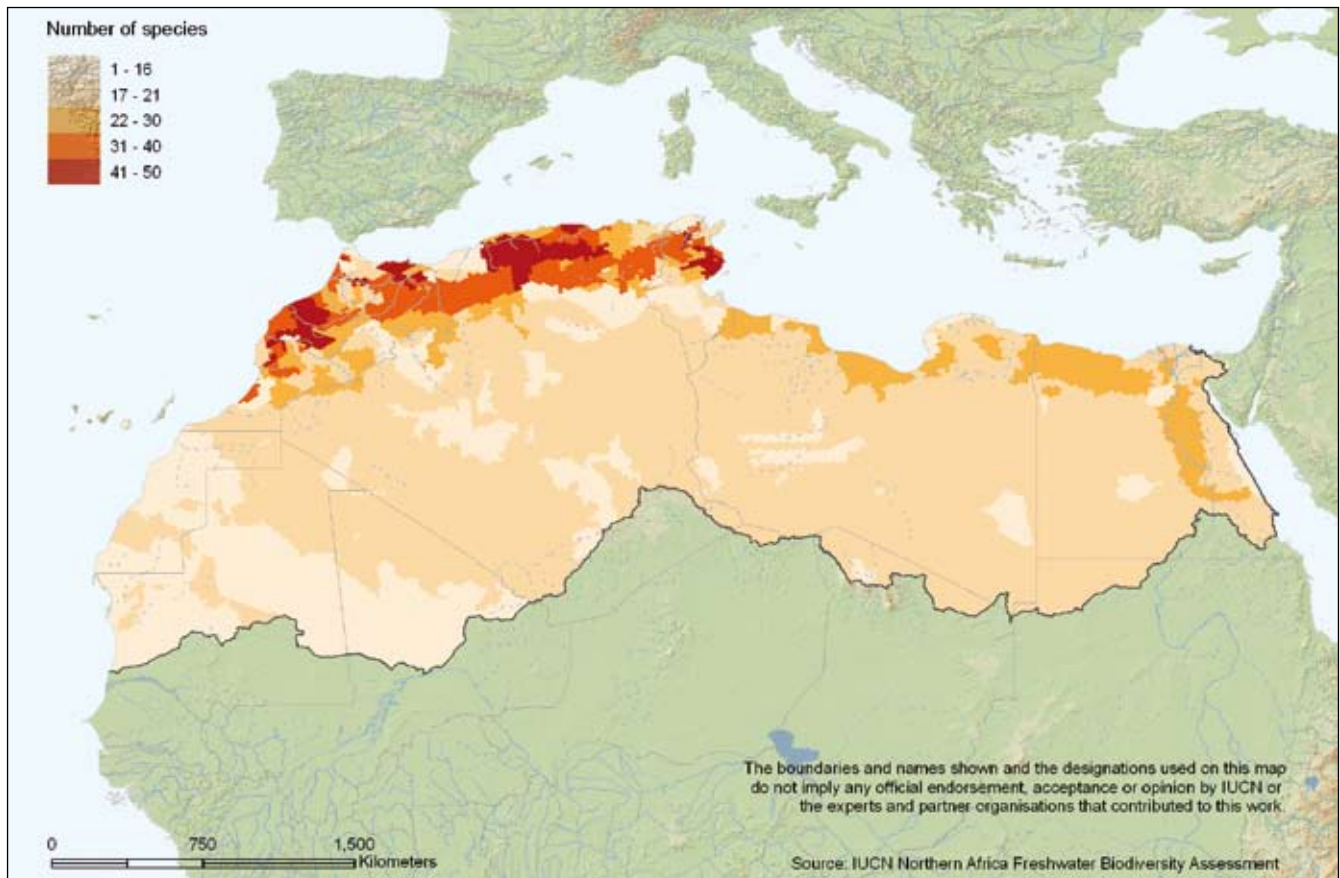 Number of species
1 - 16
17 - 21
22 - 30
31 - 40
41 - 50
The boundaries and names shown and the designations used on this map
do not imply any official endorsement, acceptance or opinion by IUCN or
the experts and partner organisations that contributed to this work.
0 750 1,500
Kilometers
Source: IUCN Northern Africa Freshwater Biodiversity Assessment